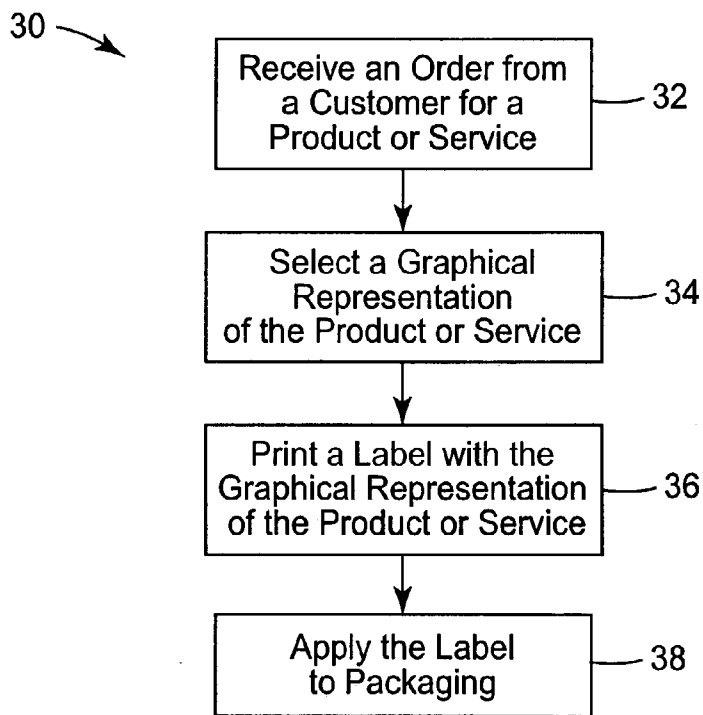 30
Receive an Order from
a Customer for a
Product or Service
32
Select a Graphical
Representation
of the Product or Service
34
Print a Label with the
Graphical Representation
of the Product or Service
36
Apply the Label
to Packaging
38